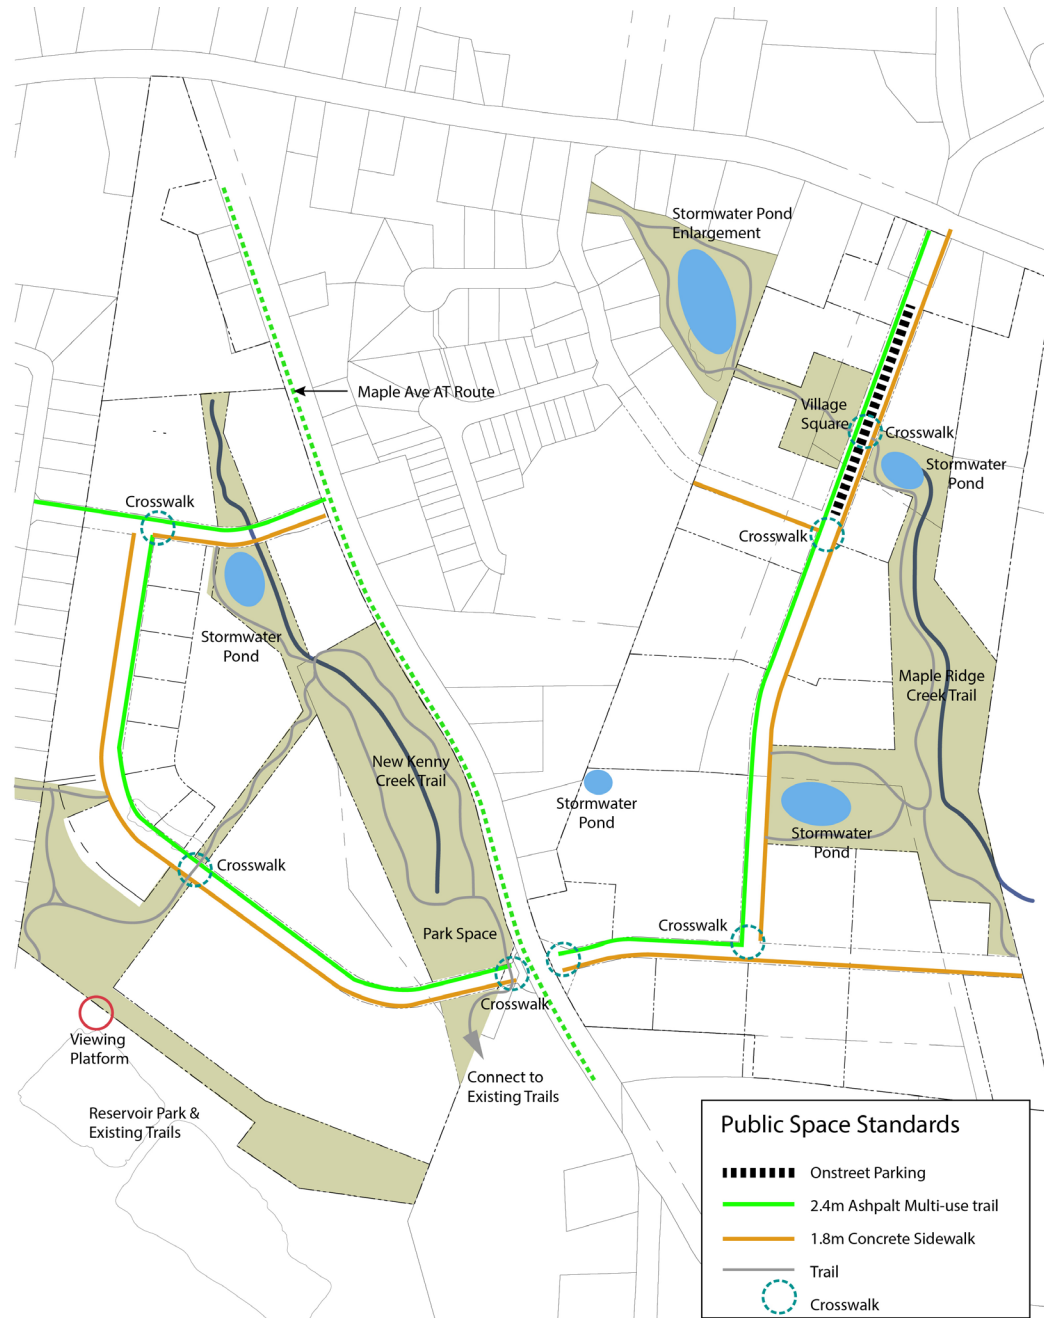 Stormwater Pond
Enlargement
Maple Ave AT Route
Village
Square
Crosswalk
Stormwater
Pond
Crosswalk
Crosswalk
Stormwater
Pond
Maple Ridge
Creek Trail
New Kenny
Creek Trail
Stormwater
Pond
Stormwater
Pond
Crosswalk
Park Space
Crosswalk
Crosswalk
Viewing
Platform
Connect to
Existing Trails
Reservoir Park &
Existing Trails
Public Space Standards
Onstreet Parking
2.4m Ashpalt Multi-use trail
1.8m Concrete Sidewalk
Trail
Crosswalk